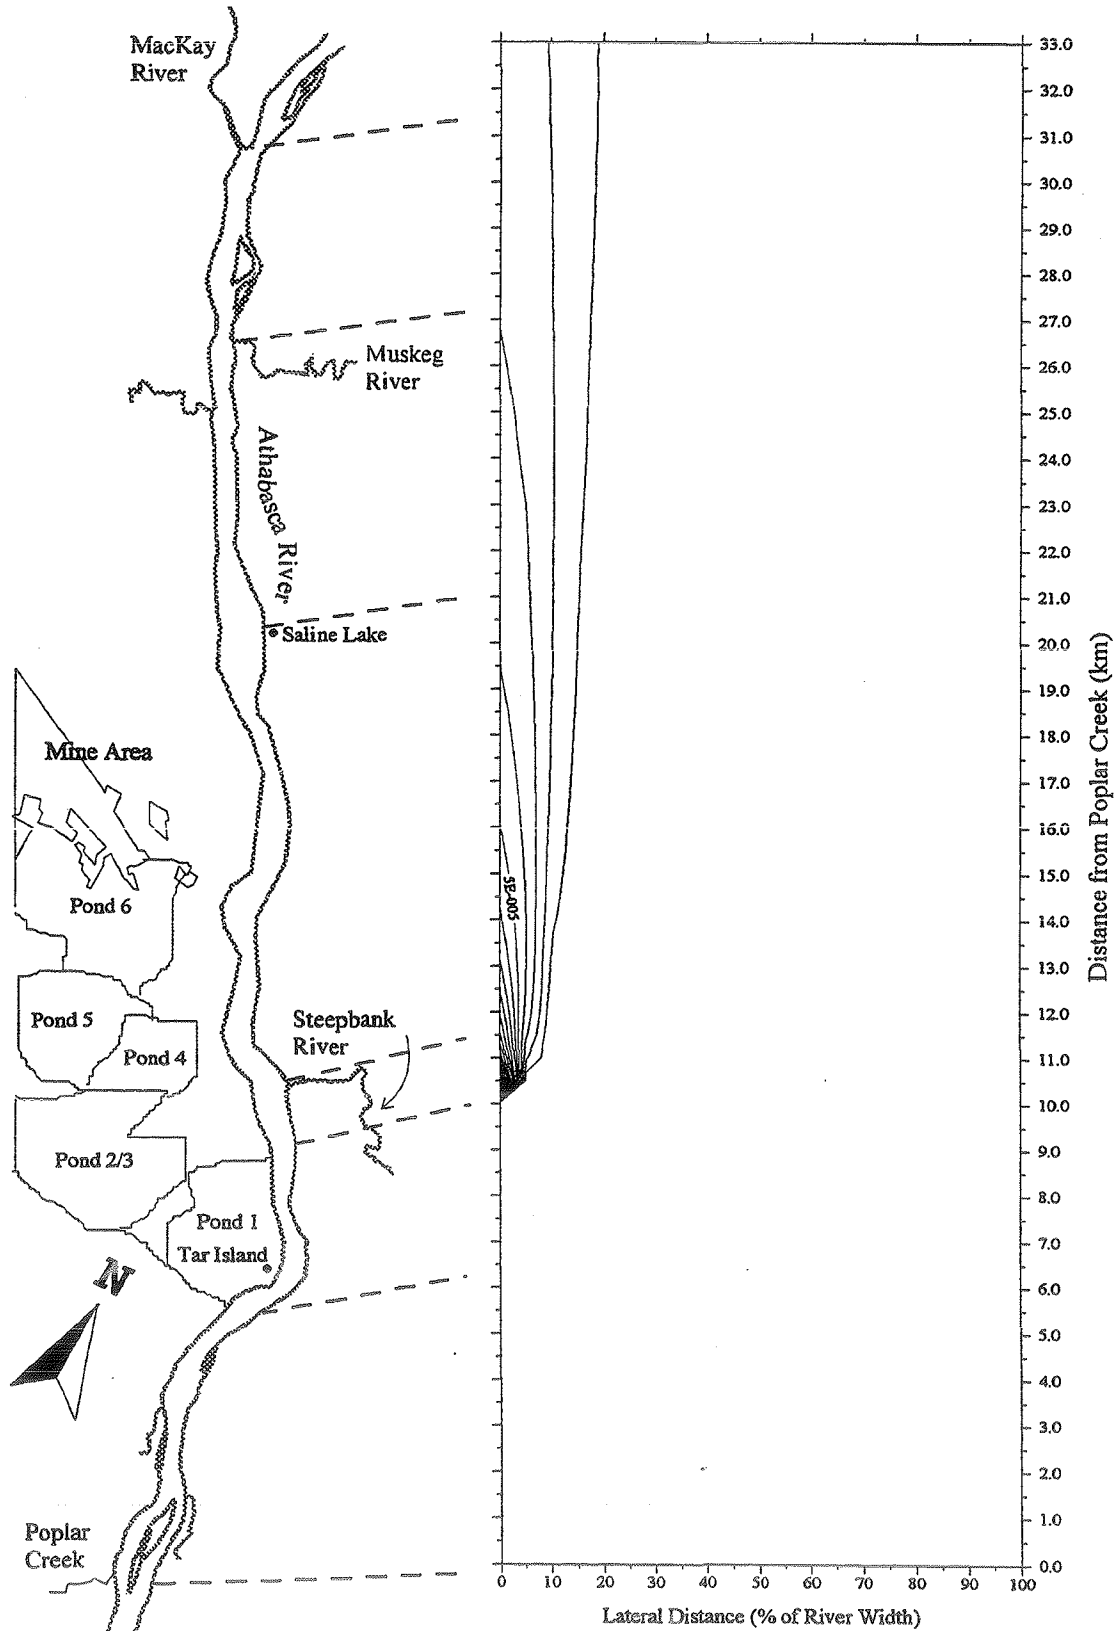 MacKay
River
Muskeg
River
Athabasca River
Saline Lake
Mine Area
Pond 6
Pond 5
Pond 4
Steepbank
River
Pond 2/3
Pond 1
Tar Island
N
Poplar
Creek
5E-005
33.0
32.0
31.0
30.0
29.0
28.0
27.0
26.0
25.0
24.0
23.0
22.0
21.0
20.0
19.0
18.0
17.0
16.0
15.0
14.0
13.0
12.0
11.0
10.0
9.0
8.0
7.0
6.0
5.0
4.0
3.0
2.0
1.0
0.0
Distance from Poplar Creek (km)
0 10 20 30 40 50 60 70 80 90 100
Lateral Distance (% of River Width)